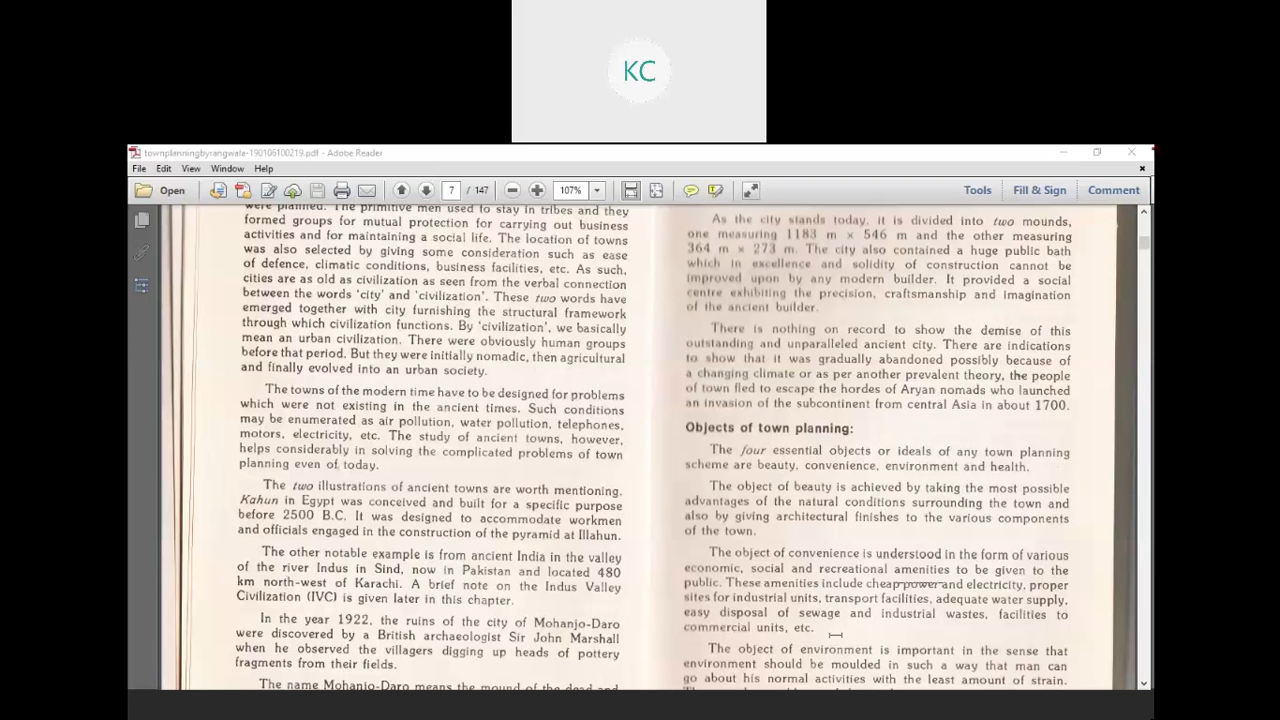 KC
townplanningbyrangwala-190106100219.pdf - Adobe Reader
File Edit View Window Help
Open 7 / 147 107% Tools Fill & Sign Comment
were planned. The primitive men used to stay in tribes and they
formed groups for mutual protection for carrying out business
activities and for maintaining a social life. The location of towns
was also selected by giving some consideration such as ease
of defence, climatic conditions, business facilities, etc. As such,
cities are as old as civilization as seen from the verbal connection
between the words 'city' and 'civilization'. These two words have
emerged together with city furnishing the structural framework
through which civilization functions. By 'civilization', we basically
mean an urban civilization. There were obviously human groups
before that period. But they were initially nomadic, then agricultural
and finally evolved into an urban society.
The towns of the modern time have to be designed for problems
which were not existing in the ancient times. Such conditions
may be enumerated as air pollution, water pollution, telephones,
motors, electricity, etc. The study of ancient towns, however,
helps considerably in solving the complicated problems of town
planning even of today.
The two illustrations of ancient towns are worth mentioning.
Kahun in Egypt was conceived and built for a specific purpose
before 2500 B.C. It was designed to accommodate workmen
and officials engaged in the construction of the pyramid at Illahun.
The other notable example is from ancient India in the valley
of the river Indus in Sind, now in Pakistan and located 480
km north-west of Karachi. A brief note on the Indus Valley
Civilization (IVC) is given later in this chapter.
In the year 1922, the ruins of the city of Mohanjo-Daro
were discovered by a British archaeologist Sir John Marshall
when he observed the villagers digging up heads of pottery
fragments from their fields.
The name Mohanjo-Daro means the mound of the dead and
As the city stands today, it is divided into two mounds,
one measuring 1183 m × 546 m and the other measuring
364 m × 273 m. The city also contained a huge public bath
which in excellence and solidity of construction cannot be
improved upon by any modern builder. It provided a social
centre exhibiting the precision, craftsmanship and imagination
of the ancient builder.
There is nothing on record to show the demise of this
outstanding and unparalleled ancient city. There are indications
to show that it was gradually abandoned possibly because of
a changing climate or as per another prevalent theory, the people
of town fled to escape the hordes of Aryan nomads who launched
an invasion of the subcontinent from central Asia in about 1700.
Objects of town planning:
The four essential objects or ideals of any town planning
scheme are beauty, convenience, environment and health.
The object of beauty is achieved by taking the most possible
advantages of the natural conditions surrounding the town and
also by giving architectural finishes to the various components
of the town.
The object of convenience is understood in the form of various
economic, social and recreational amenities to be given to the
public. These amenities include cheap power and electricity, proper
sites for industrial units, transport facilities, adequate water supply,
easy disposal of sewage and industrial wastes, facilities to
commercial units, etc.
The object of environment is important in the sense that
environment should be moulded in such a way that man can
go about his normal activities with the least amount of strain.